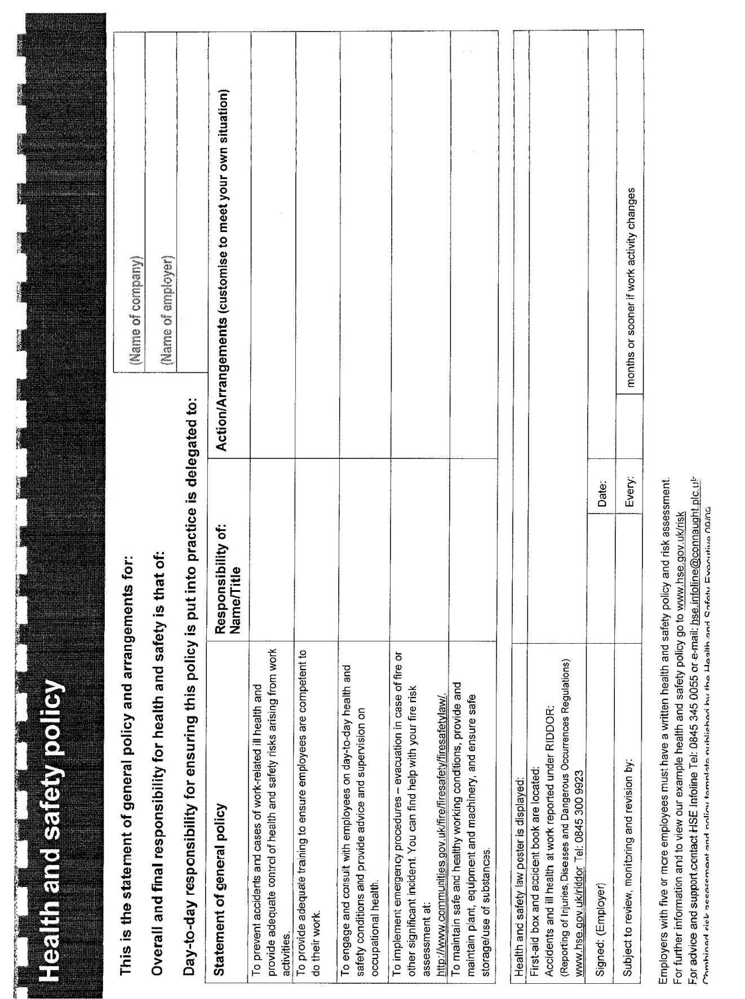 Health and safety policy
This is the statement of general policy and arrangements for:
(Name of company)
Overall and final responsibility for health and safety is that of:
(Name of employer)
Day-to-day responsibility for ensuring this policy is put into practice is delegated to:
Statement of general policy
Responsibility of:
Name/Title
Action/Arrangements (customise to meet your own situation)
To prevent accidents and cases of work-related ill health and
provide adequate control of health and safety risks arising from work
activities.
To provide adequate training to ensure employees are competent to
do their work.
To engage and consult with employees on day-to-day health and
safety conditions and provide advice and supervision on
occupational health.
To implement emergency procedures – evacuation in case of fire or
other significant incident. You can find help with your fire risk
assessment at:
http://www.communities.gov.uk/fire/firesafety/firesafetylaw/.
To maintain safe and healthy working conditions, provide and
maintain plant, equipment and machinery, and ensure safe
storage/use of substances.
Health and safety law poster is displayed:
First-aid box and accident book are located:
Accidents and ill health at work reported under RIDDOR:
(Reporting of Injuries, Diseases and Dangerous Occurrences Regulations)
www.hse.gov.uk/riddor Tel: 0845 300 9923
Signed: (Employer)
Date:
Subject to review, monitoring and revision by:
Every:
months or sooner if work activity changes
Employers with five or more employees must have a written health and safety policy and risk assessment.
For further information and to view our example health and safety policy go to www.hse.gov.uk/risk
For advice and support contact HSE Infoline Tel: 0845 345 0055 or e-mail: hse.infoline@connaught.plc.uk
Combined risk assessment and policy template published by the Health and Safety Executive